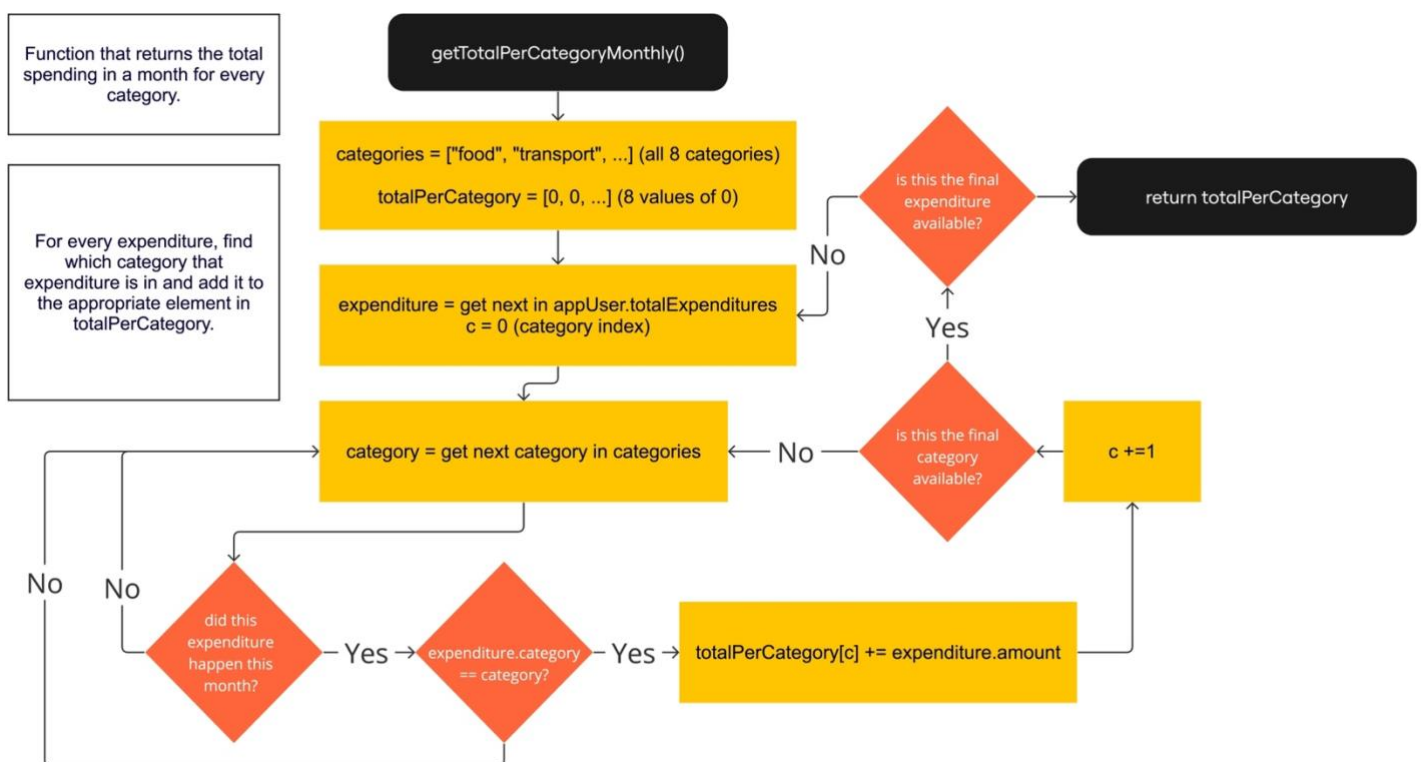 Function that returns the total
spending in a month for every
category.
For every expenditure, find
which category that
expenditure is in and add it to
the appropriate element in
totalPerCategory.
getTotalPerCategoryMonthly()
categories = ["food", "transport", ...] (all 8 categories)
totalPerCategory = [0, 0, ...] (8 values of 0)
is this the final
expenditure
available?
return totalPerCategory
No
expenditure = get next in appUser.totalExpenditures
c = 0 (category index)
Yes
category = get next category in categories
No
is this the final
category
available?
c +=1
No
No
did this
expenditure
happen this
month?
Yes
expenditure.category
== category?
Yes
totalPerCategory[c] += expenditure.amount